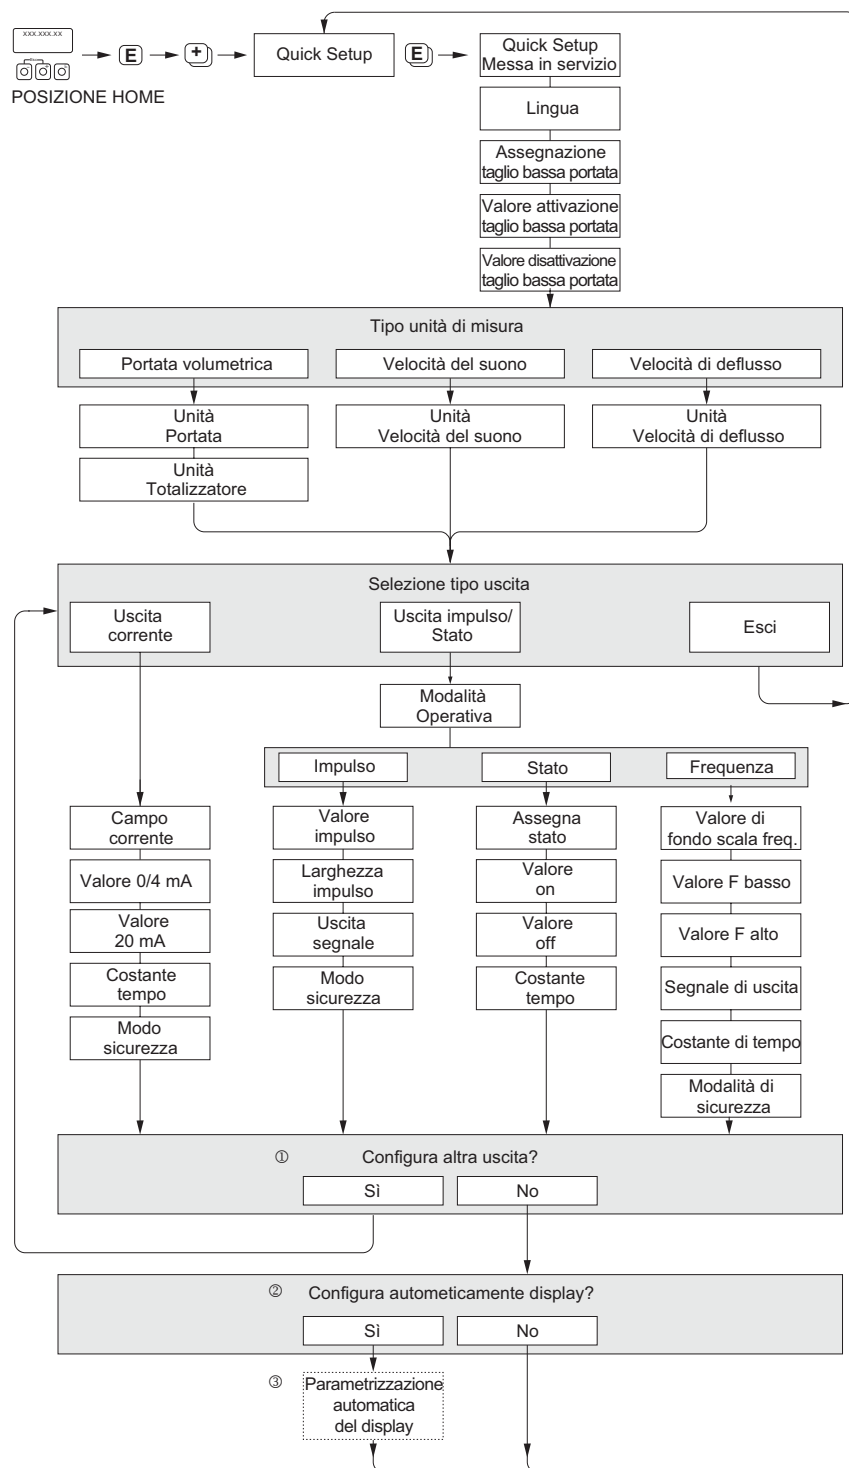 xxx.xxx.xx
Esc
E
+
Quick Setup
E
Quick Setup
Messa in servizio
POSIZIONE HOME
Lingua
Assegnazione
taglio bassa portata
Valore attivazione
taglio bassa portata
Valore disattivazione
taglio bassa portata
Tipo unità di misura
Portata volumetrica
Velocità del suono
Velocità di deflusso
Unità
Portata
Unità
Velocità del suono
Unità
Velocità di deflusso
Unità
Totalizzatore
Selezione tipo uscita
Uscita
corrente
Uscita impulso/
Stato
Esci
Modalità
Operativa
Impulso
Stato
Frequenza
Campo
corrente
Valore
impulso
Assegna
stato
Valore di
fondo scala freq.
Valore 0/4 mA
Larghezza
impulso
Valore
on
Valore F basso
Valore
20 mA
Uscita
segnale
Valore
off
Valore F alto
Costante
tempo
Modo
sicurezza
Costante
tempo
Segnale di uscita
Modo
sicurezza
Costante di tempo
Modalità di
sicurezza
① Configura altra uscita?
Sì
No
② Configura autometicamente display?
Sì
No
③ Parametrizzazione
automatica
del display